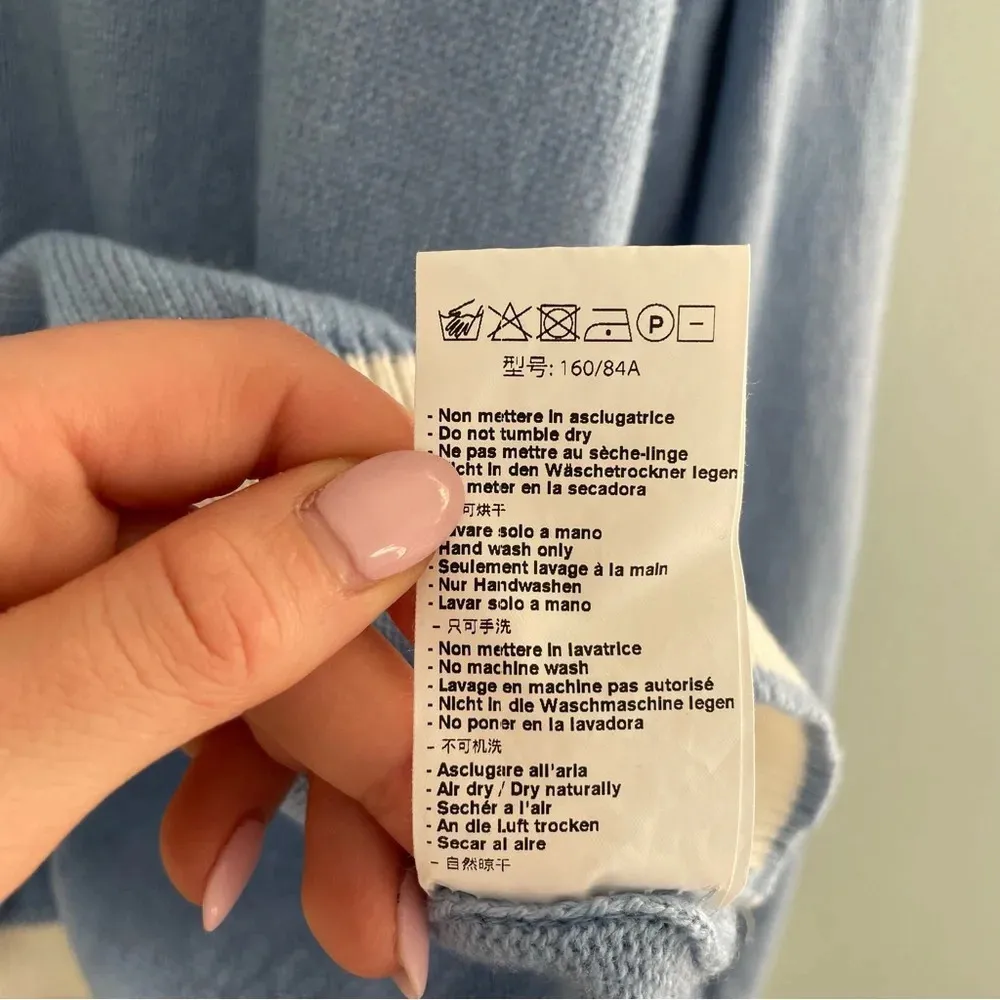 P
型号: 160/84A
- Non mettere in asciugatrice
- Do not tumble dry
- Ne pas mettre au sèche-linge
in den Wäschetrockner legen
meter en la secadora
可烘干
solo a mano
Hand wash only
- Seulement lavage à la main
- Nur Handwashen
- Lavar solo a mano
- 只可手洗
- Non mettere in lavatrice
- No machine wash
- Lavage en machine pas autorisé
- Nicht in die Waschmaschine legen
- No poner en la lavadora
- 不可机洗
- Asciugare all'aria
- Air dry / Dry naturally
- Sechér a l'air
- An die Luft trocken
- Secar al aire
- 自然晾干